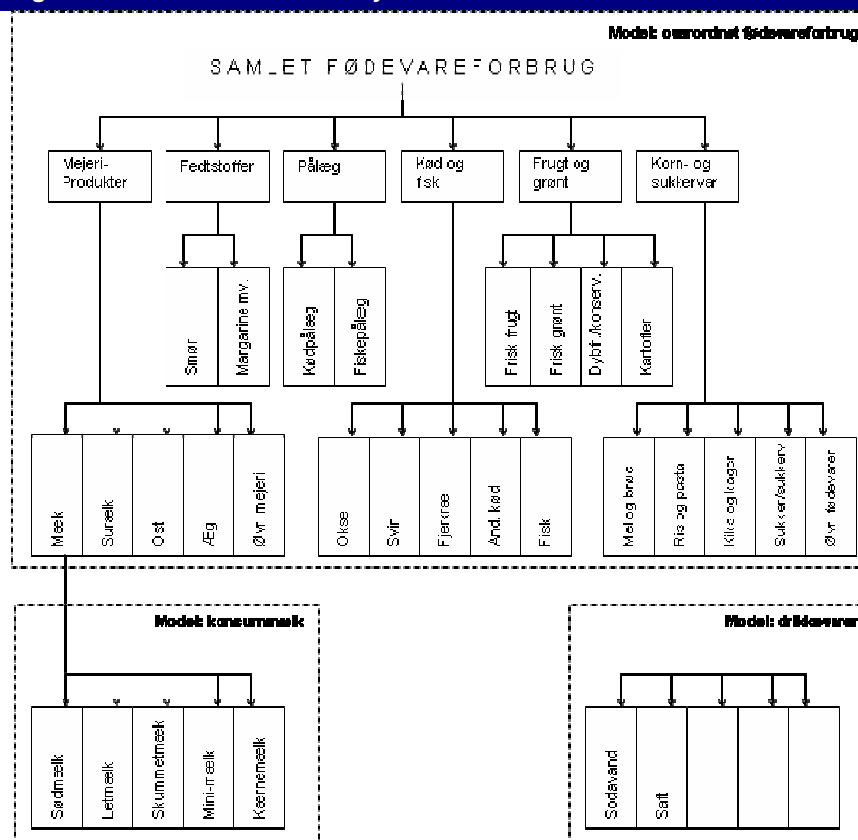 Model: overordnet fødevareforbrug
SAMLET FØDEVAREFORBRUG
Mejeri-
Produkter
Fedtstoffer
Pålæg
Kød og
fisk
Frugt og
grønt
Korn- og
sukkervar
Smør
Margarine mv.
Kødpålæg
Fiskepålæg
Frisk frugt
Frisk grønt
Dybfr./konserv.
Kartofler
Mælk
Surælk
Ost
Æg
Øvr mejeri
Okse
Svin
Fjerkræ
And. kød
Fisk
Mel og brød
Ris og pasta
Kiks og kager
Sukker/sukkerv
Øvr fødevarer
Model: konsummælk
Model: drikkevarer
Sødmælk
Letmælk
Skummetmælk
Mini-mælk
Kærnemælk
Sodavand
Saft